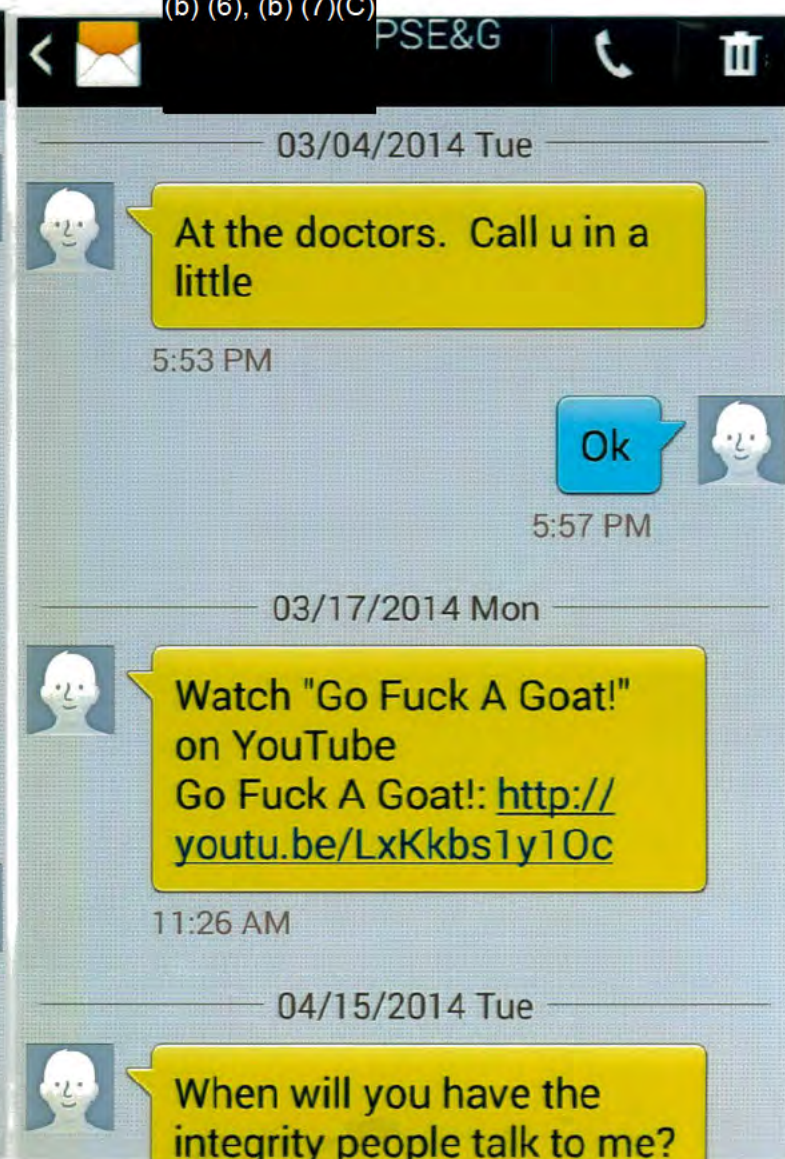 (b) (6), (b) (7)(C)
PSE&G
03/04/2014 Tue
At the doctors.  Call u in a
little
5:53 PM
Ok
5:57 PM
03/17/2014 Mon
Watch "Go Fuck A Goat!"
on YouTube
Go Fuck A Goat!: http://
youtu.be/LxKkbs1y1Oc
11:26 AM
04/15/2014 Tue
When will you have the
integrity people talk to me?